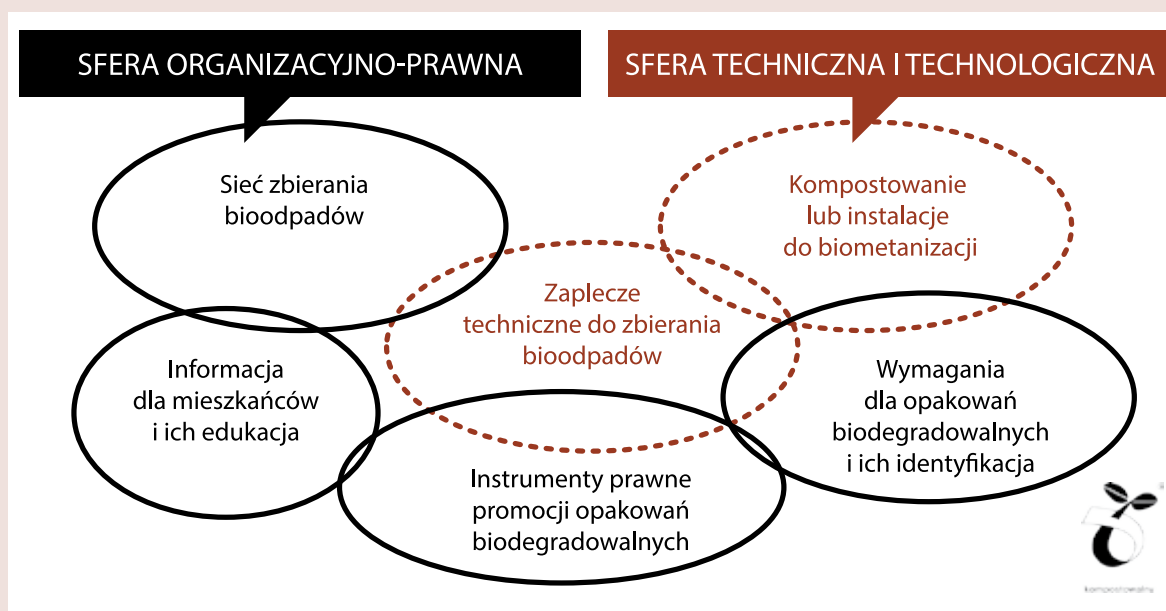 SFERA ORGANIZACYJNO-PRAWNA
SFERA TECHNICZNA I TECHNOLOGICZNA
Sieć zbierania
bioodpadów
Kompostowanie
lub instalacje
do biometanizacji
Zaplecze
techniczne do zbierania
bioodpadów
Informacja
dla mieszkańców
i ich edukacja
Wymagania
dla opakowań
biodegradowalnych
i ich identyfikacja
Instrumenty prawne
promocji opakowań
biodegradowalnych
kompostowalny